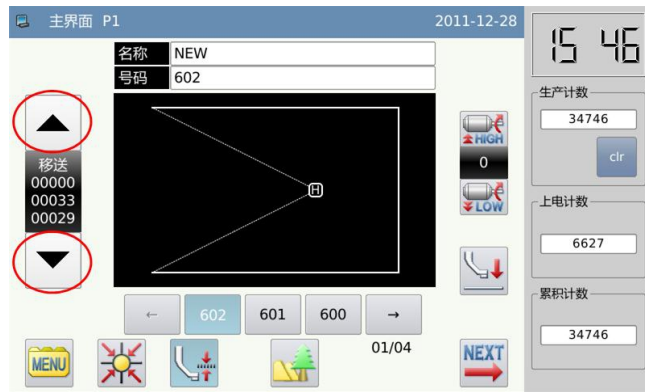 主界面 P1
2011-12-28
15 46
名称 NEW
号码 602
移送
00000
00033
00029
H
HIGH
0
LOW
生产计数
34746
clr
上电计数
6627
累积计数
34746
← 602 601 600 →
01/04
MENU
NEXT